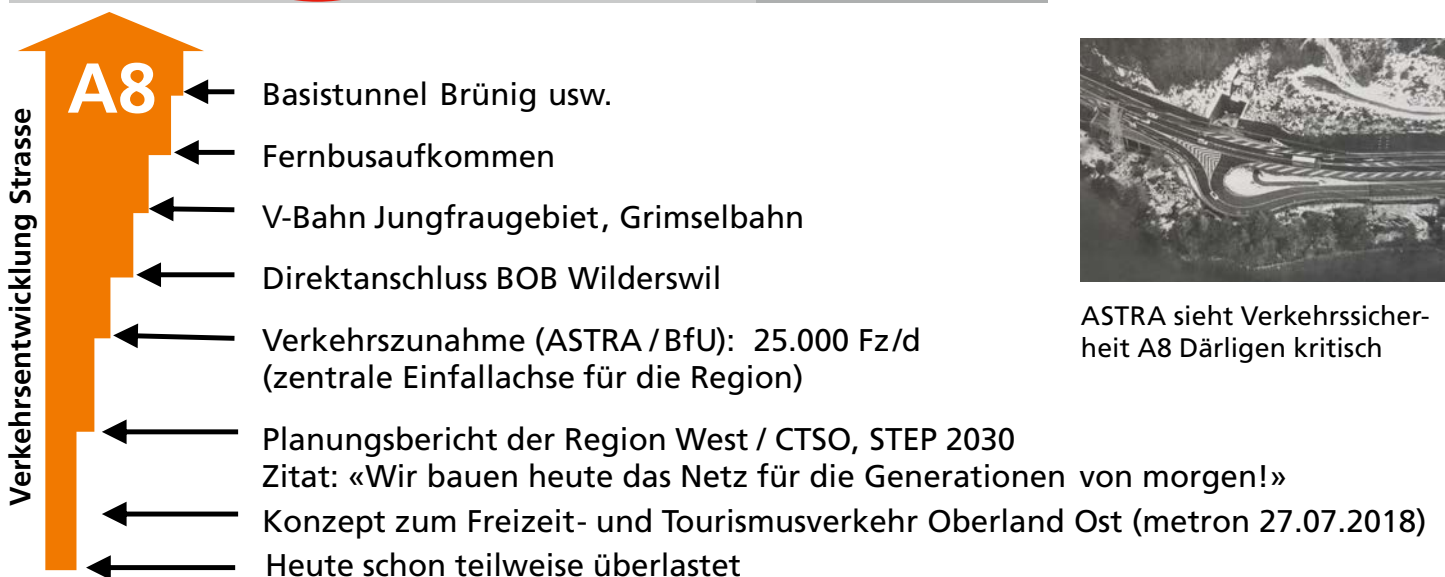 A8
Verkehrsentwicklung Strasse
Basistunnel Brünig usw.
Fernbusaufkommen
V-Bahn Jungfraugebiet, Grimselbahn
Direktanschluss BOB Wilderswil
Verkehrszunahme (ASTRA / BfU): 25.000 Fz/d
(zentrale Einfallachse für die Region)
Planungsbericht der Region West / CTSO, STEP 2030
Zitat: «Wir bauen heute das Netz für die Generationen von morgen!»
Konzept zum Freizeit- und Tourismusverkehr Oberland Ost (metron 27.07.2018)
Heute schon teilweise überlastet
ASTRA sieht Verkehrssicher-
heit A8 Därligen kritisch